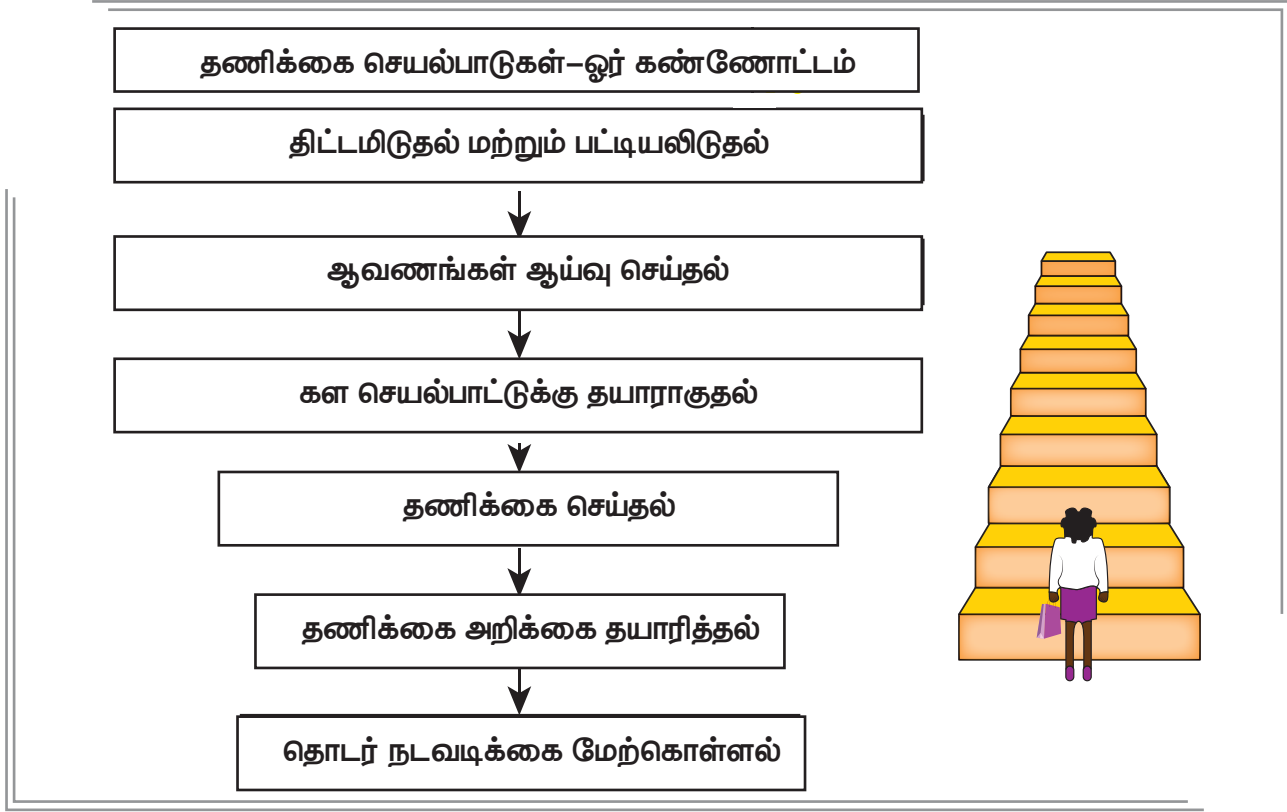 தணிக்கை செயல்பாடுகள்–ஓர் கண்ணோட்டம்
திட்டமிடுதல் மற்றும் பட்டியலிடுதல்
ஆவணங்கள் ஆய்வு செய்தல்
கள செயல்பாட்டுக்கு தயாராகுதல்
தணிக்கை செய்தல்
தணிக்கை அறிக்கை தயாரித்தல்
தொடர் நடவடிக்கை மேற்கொள்ளல்